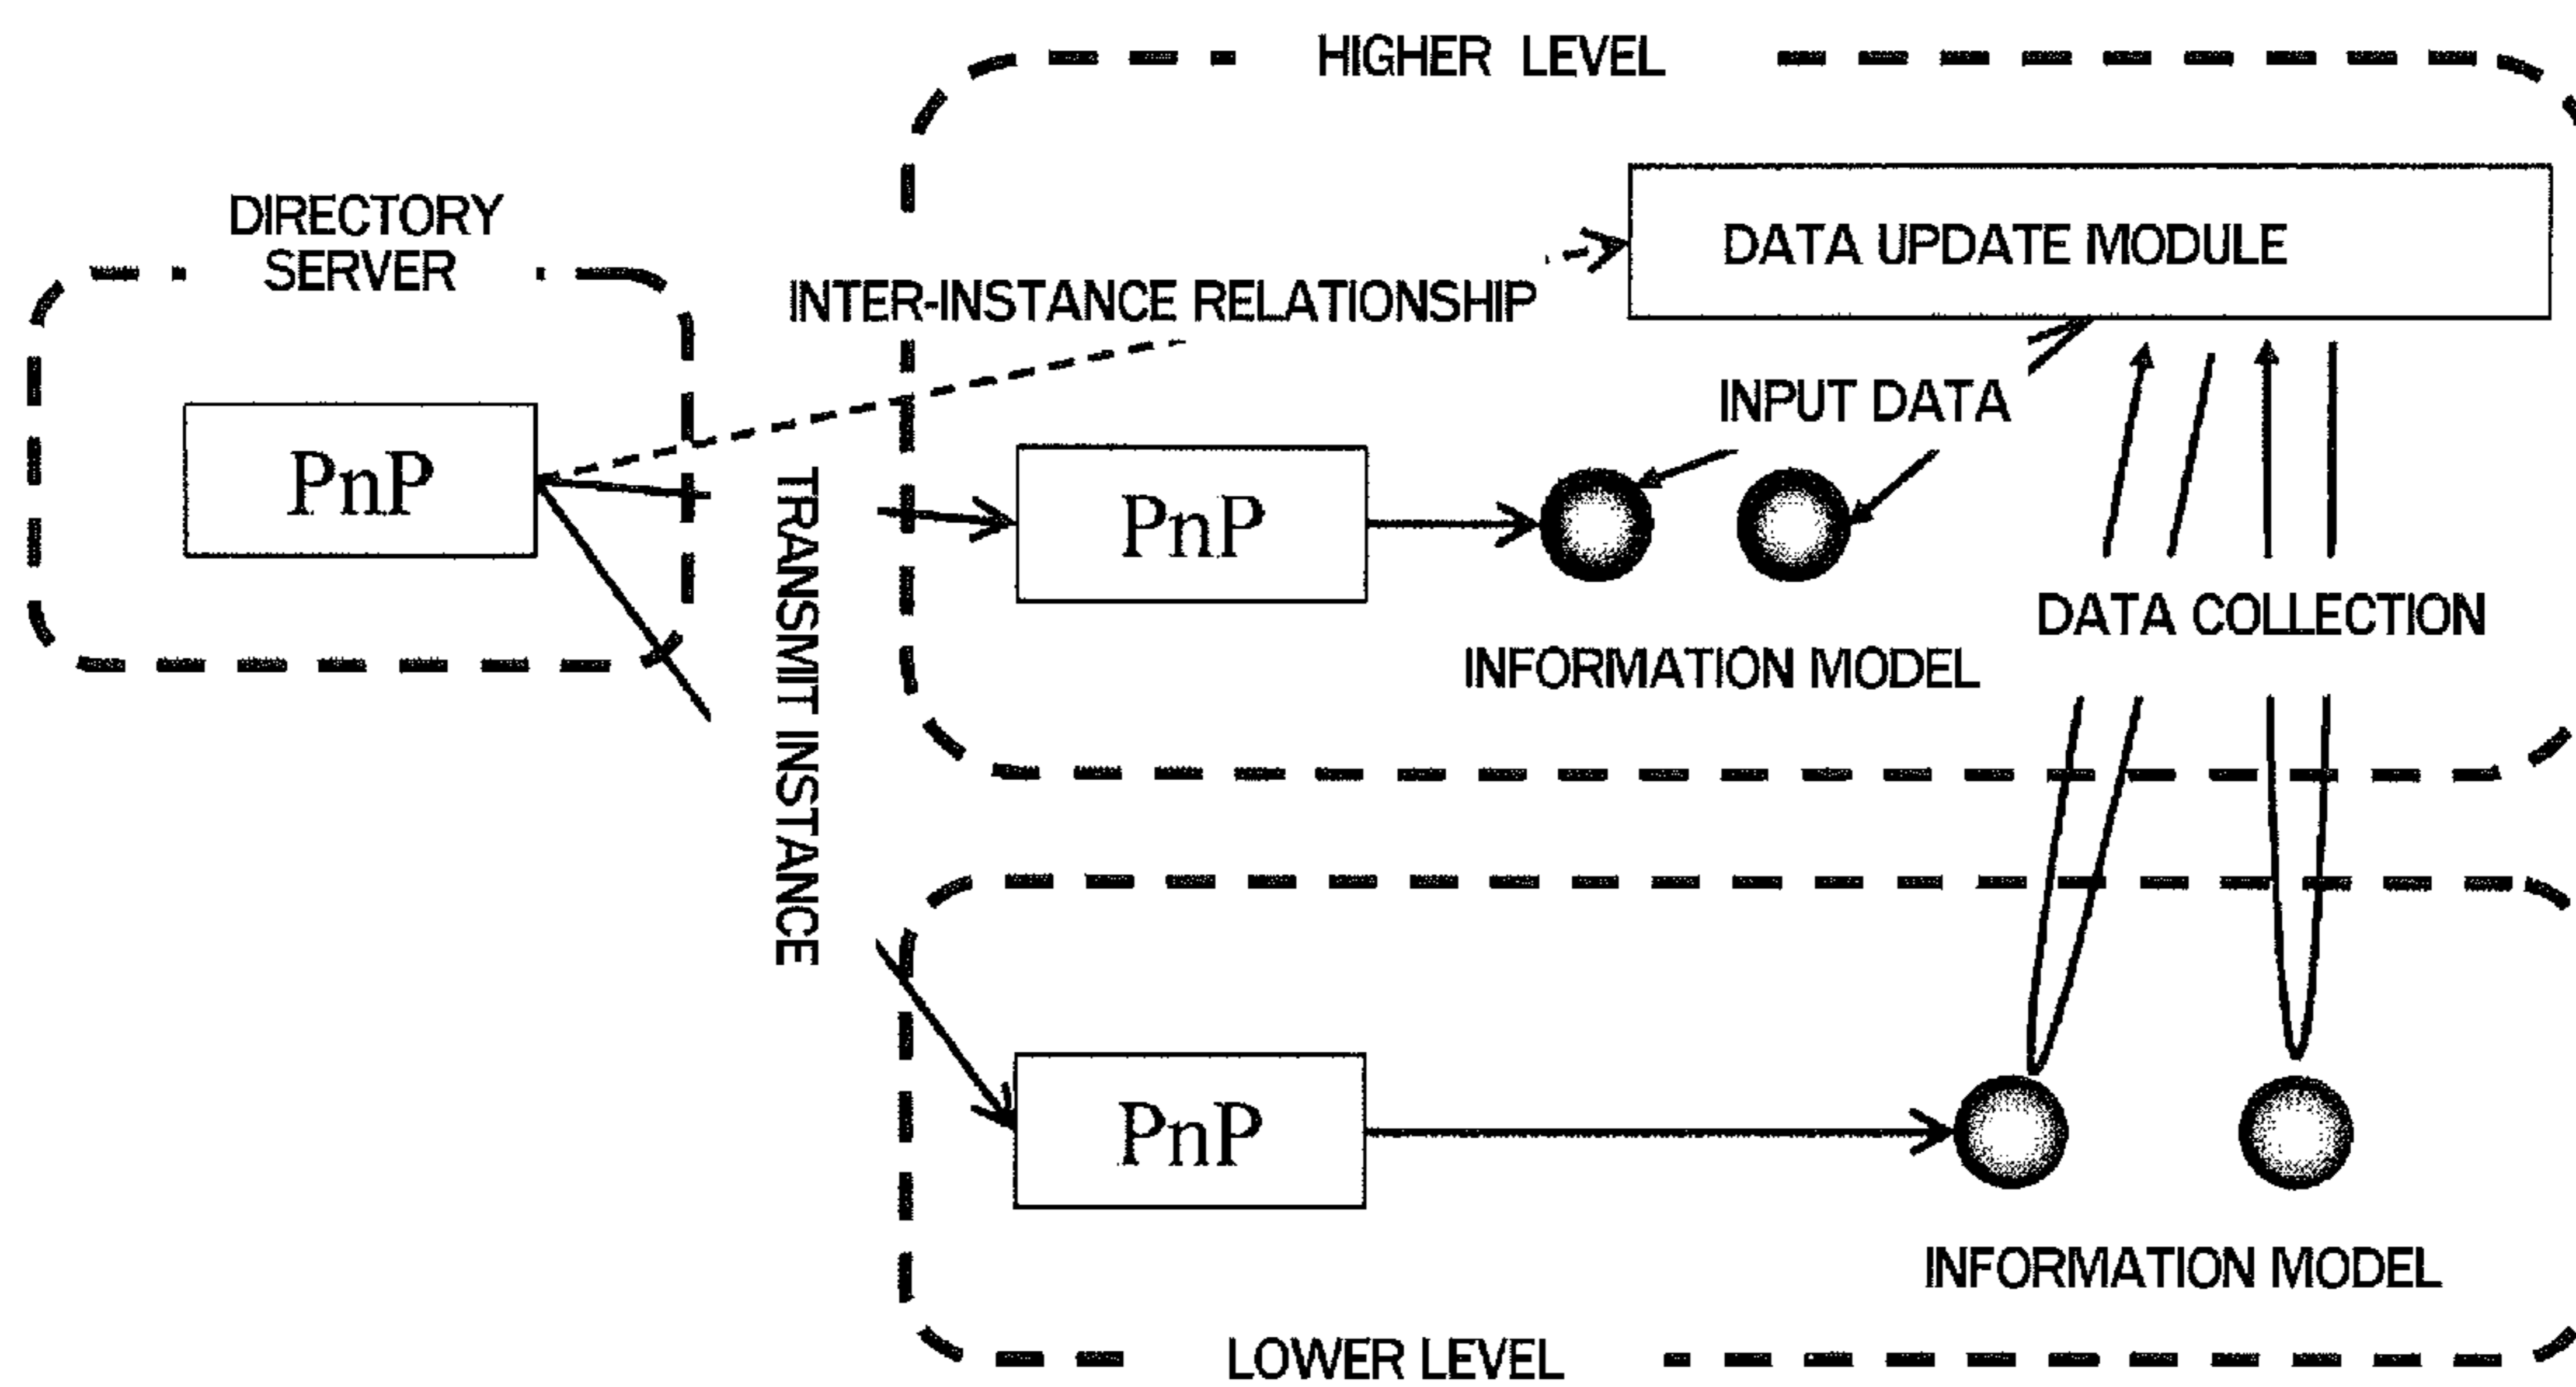 HIGHER LEVEL
DIRECTORY
SERVER
DATA UPDATE MODULE
INTER-INSTANCE RELATIONSHIP
INPUT DATA
PnP
PnP
TRANSMIT INSTANCE
DATA COLLECTION
INFORMATION MODEL
PnP
INFORMATION MODEL
LOWER LEVEL